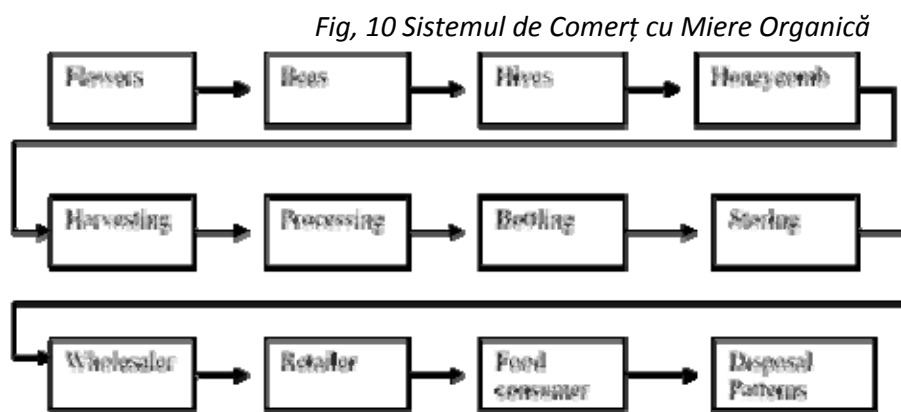 Fig, 10 Sistemul de Comerț cu Miere Organică
Flowers
Bees
Hives
Honeycomb
Harvesting
Processing
Bottling
Storing
Wholesaler
Retailer
Food
consumer
Disposal
Patterns